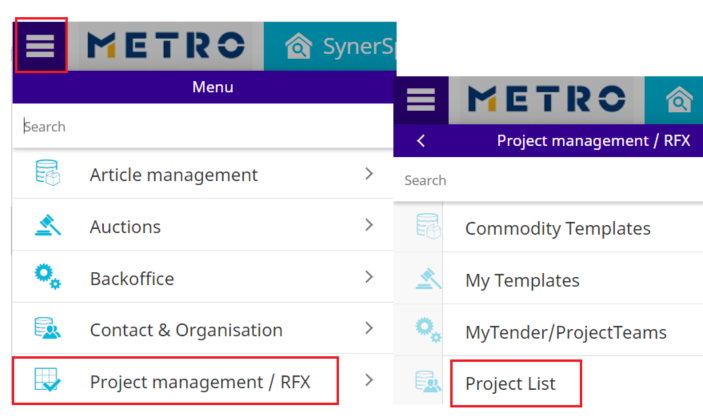 METRO
SynerSp
Menu
Search
Article management
Auctions
Backoffice
Contact & Organisation
Project management / RFX
METRO
Project management / RFX
Search
Commodity Templates
My Templates
MyTender/ProjectTeams
Project List